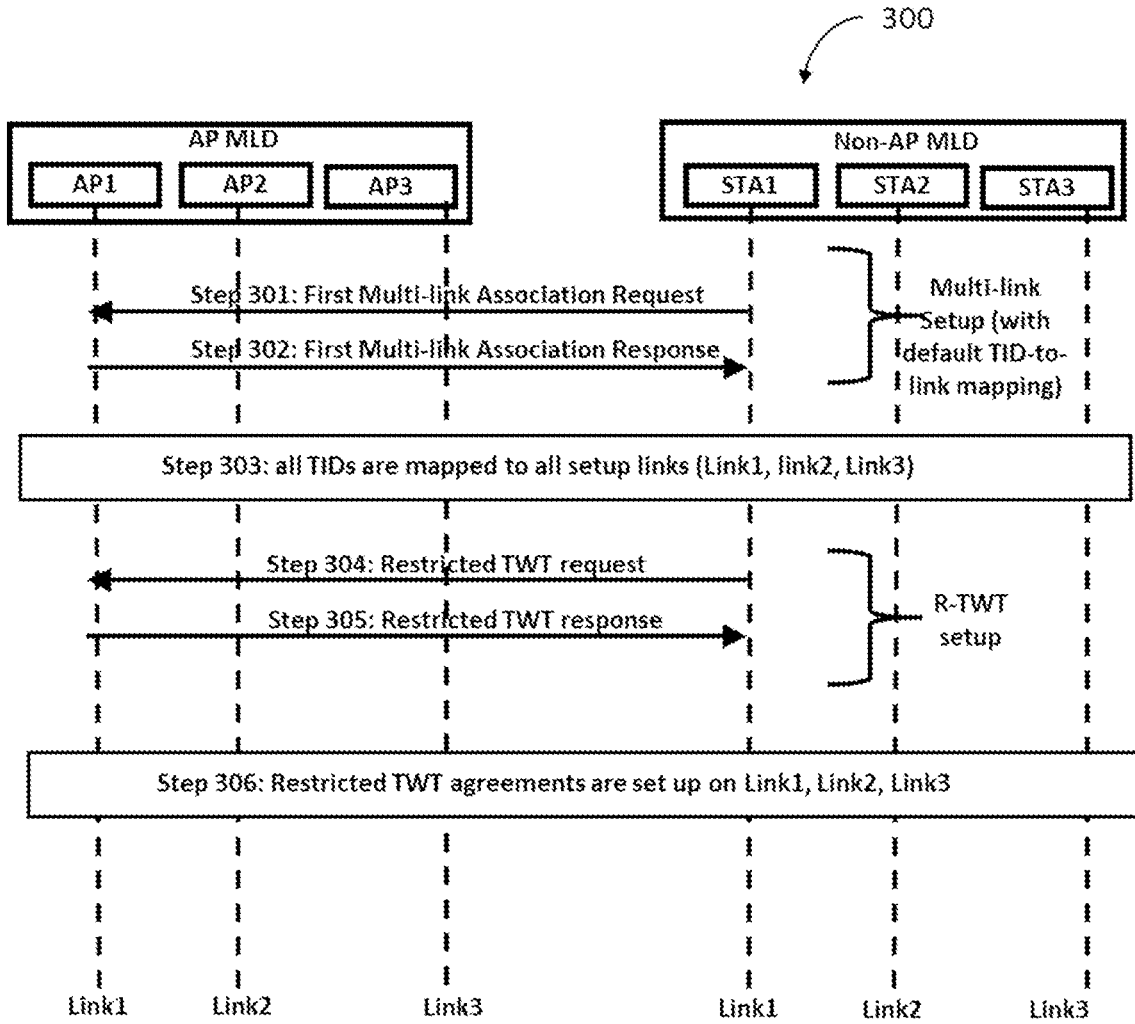 300
AP MLD
Non-AP MLD
AP1
AP2
AP3
STA1
STA2
STA3
Step 301: First Multi-link Association Request
Step 302: First Multi-link Association Response
Multi-link
Setup (with
default TID-to-
link mapping)
Step 303: all TIDs are mapped to all setup links (Link1, link2, Link3)
Step 304: Restricted TWT request
Step 305: Restricted TWT response
R-TWT
setup
Step 306: Restricted TWT agreements are set up on Link1, Link2, Link3
Link1
Link2
Link3
Link1
Link2
Link3